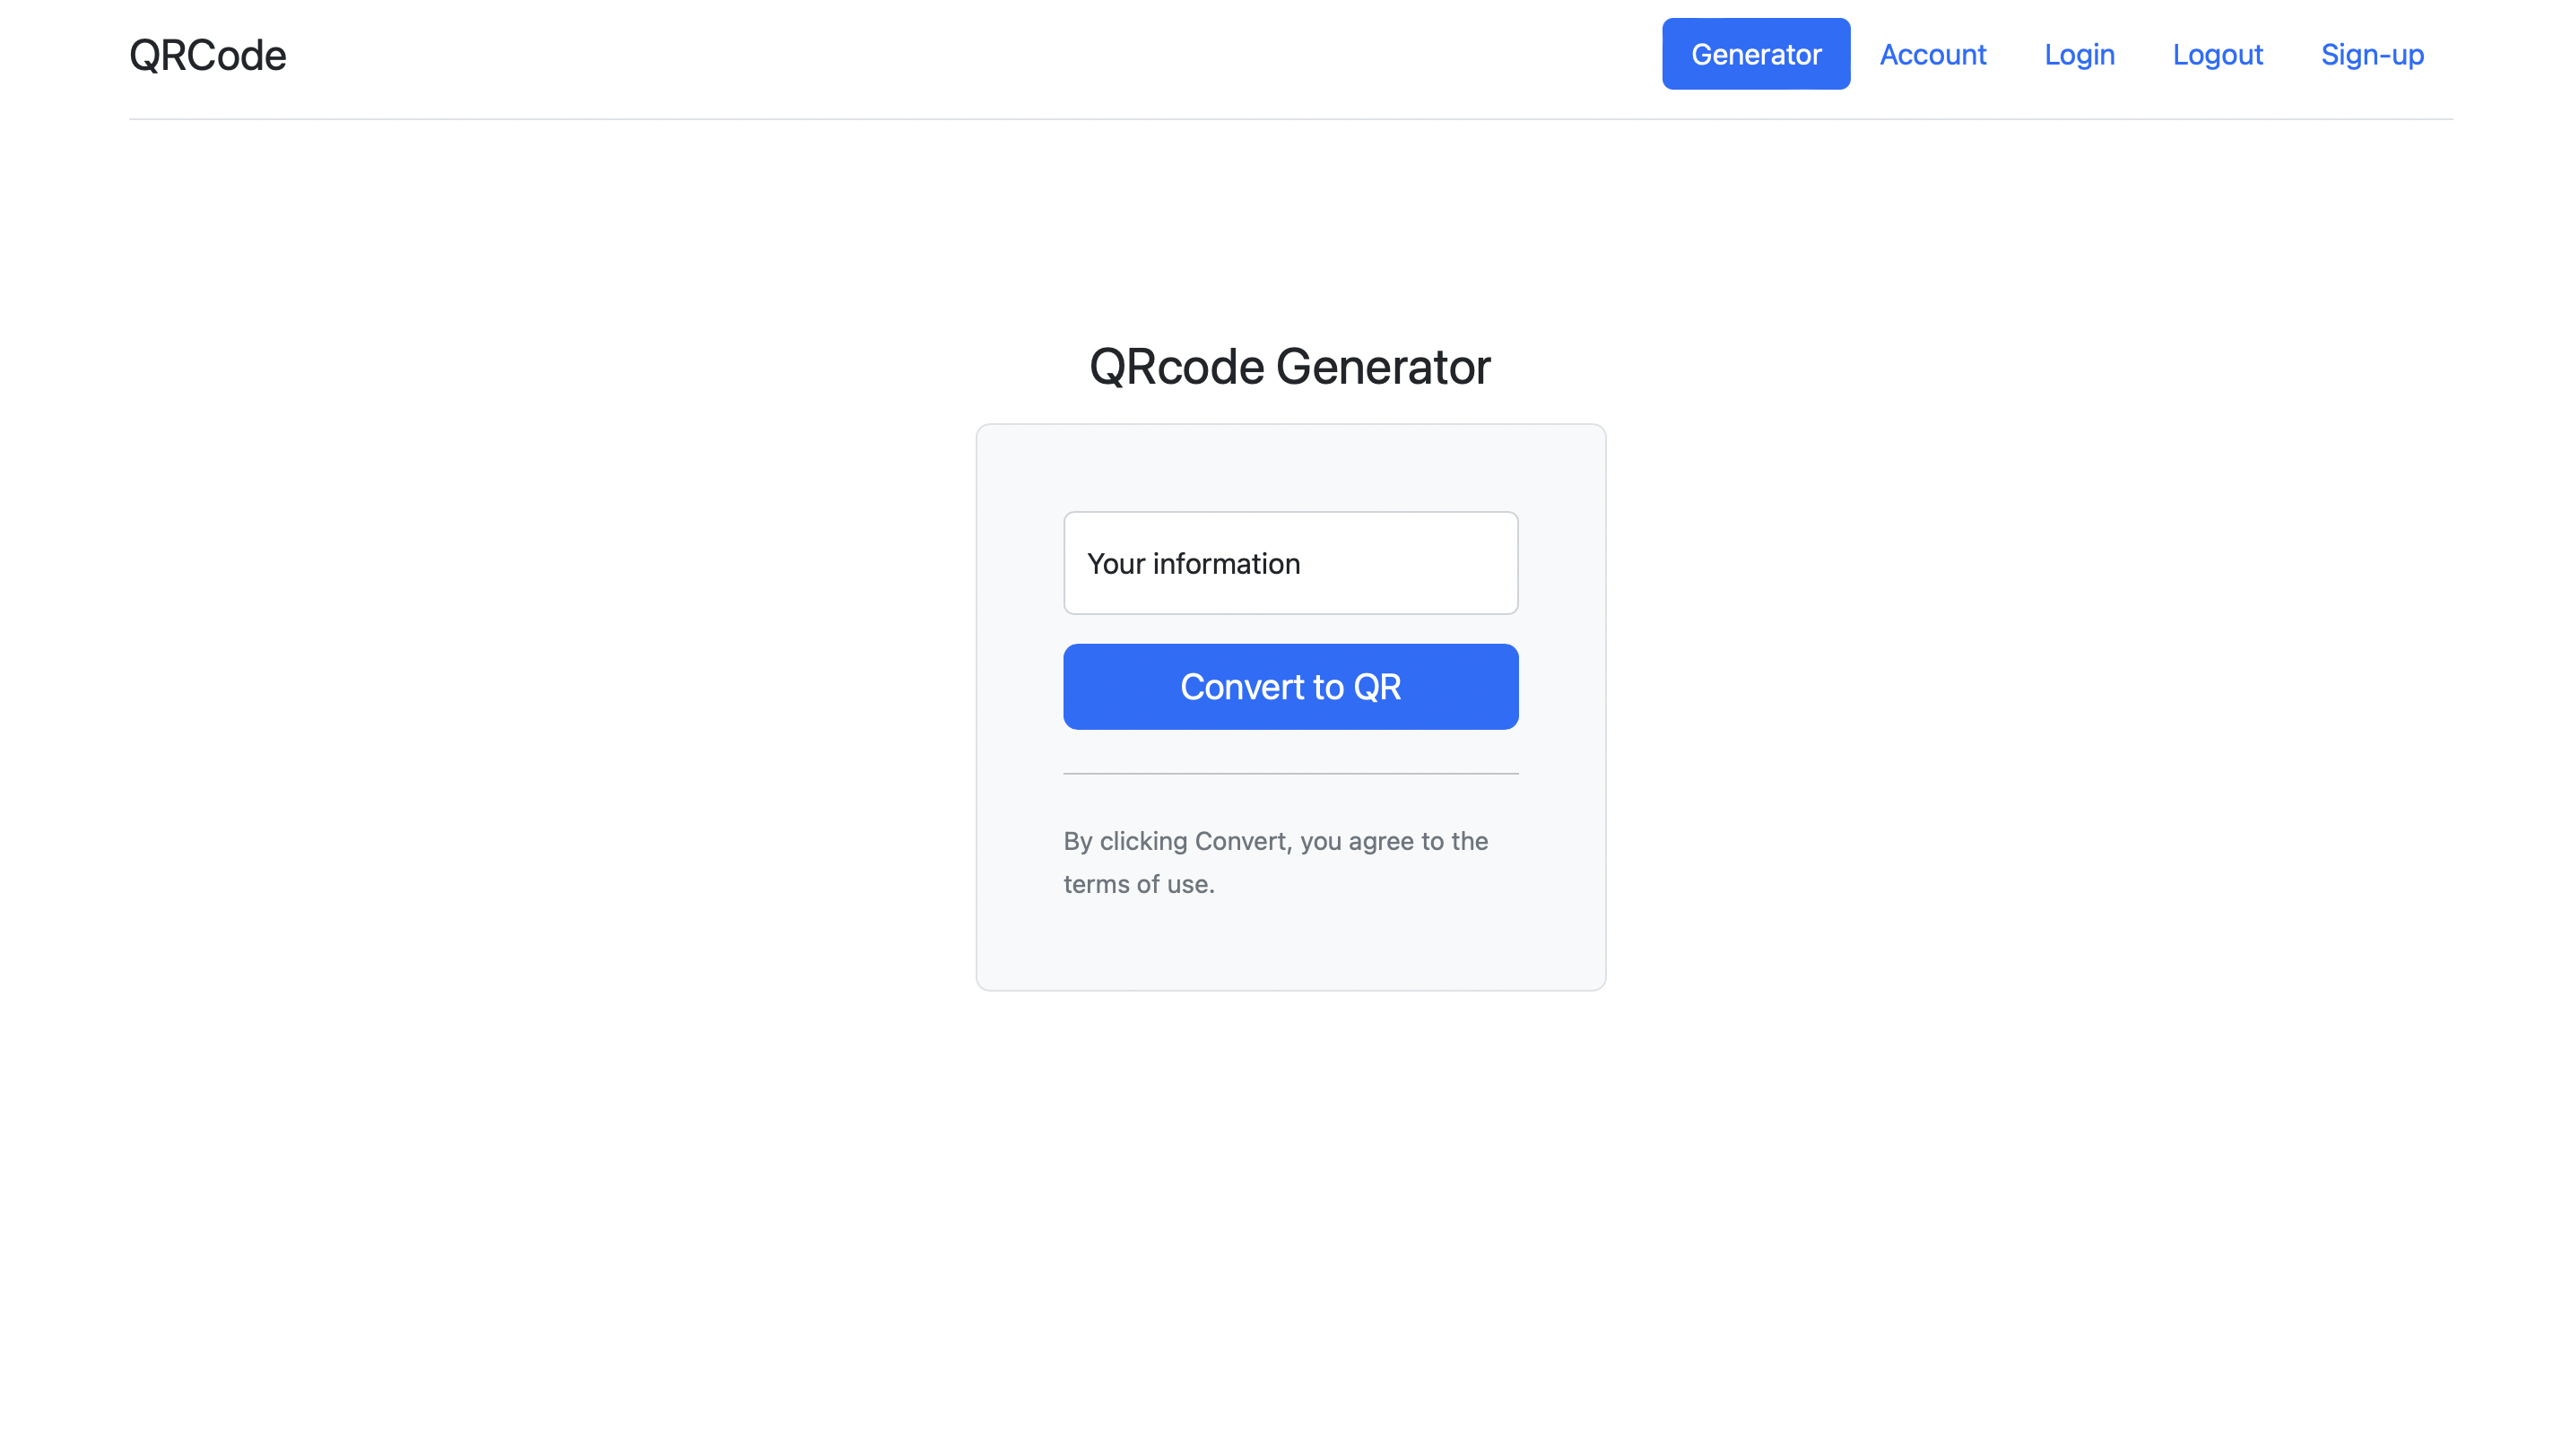 QRCode
Generator
Account
Login
Logout
Sign-up
QRcode Generator
Your information
Convert to QR
By clicking Convert, you agree to the
terms of use.